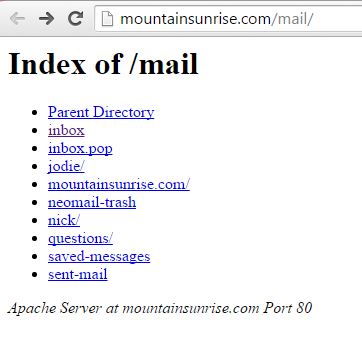 mountainsunrise.com/mail/
Index of /mail
Parent Directory
inbox
inbox.pop
jodie/
mountainsunrise.com/
neomail-trash
nick/
questions/
saved-messages
sent-mail
Apache Server at mountainsunrise.com Port 80